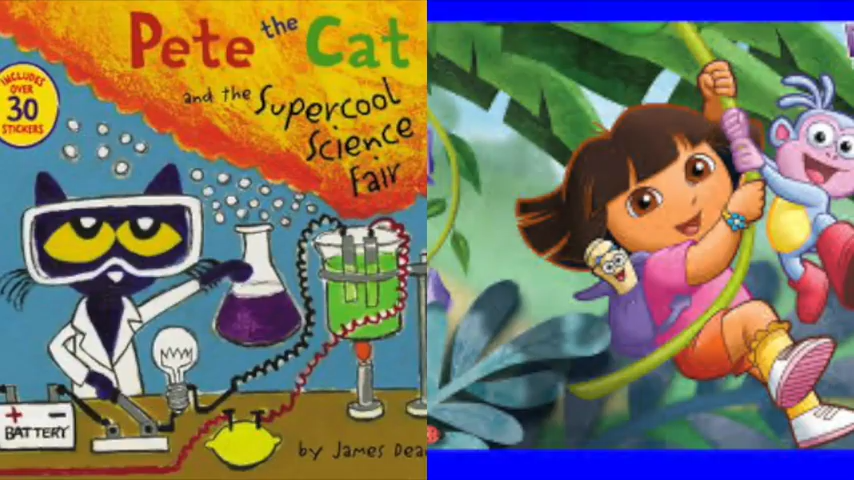 Pete the Cat
and the Supercool
Science
Fair
INCLUDES
OVER
30
STICKERS
+ -
BATTERY
by James Dea